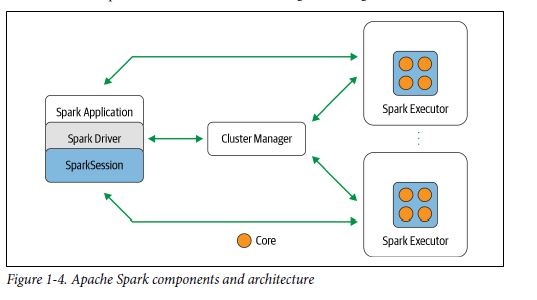 Spark Application
Spark Driver
SparkSession
Cluster Manager
Spark Executor
Spark Executor
Core
Figure 1-4. Apache Spark components and architecture